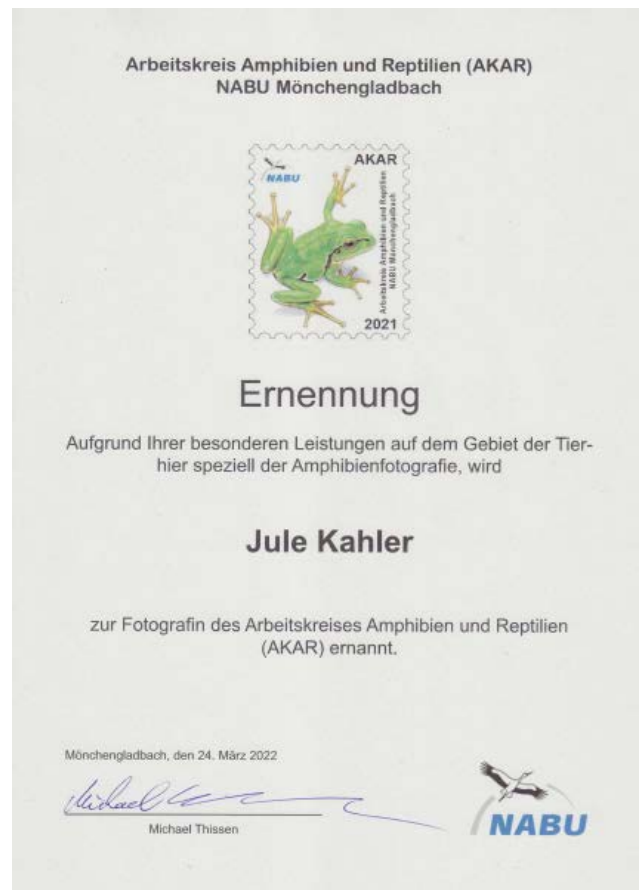 Arbeitskreis Amphibien und Reptilien (AKAR)
NABU Mönchengladbach
AKAR
NABU
Arbeitskreis Amphibien und Reptilien
NABU Mönchengladbach
2021
Ernennung
Aufgrund Ihrer besonderen Leistungen auf dem Gebiet der Tier-
hier speziell der Amphibienfotografie, wird
Jule Kahler
zur Fotografin des Arbeitskreises Amphibien und Reptilien
(AKAR) ernannt.
Mönchengladbach, den 24. März 2022
Michael
Michael Thissen
NABU